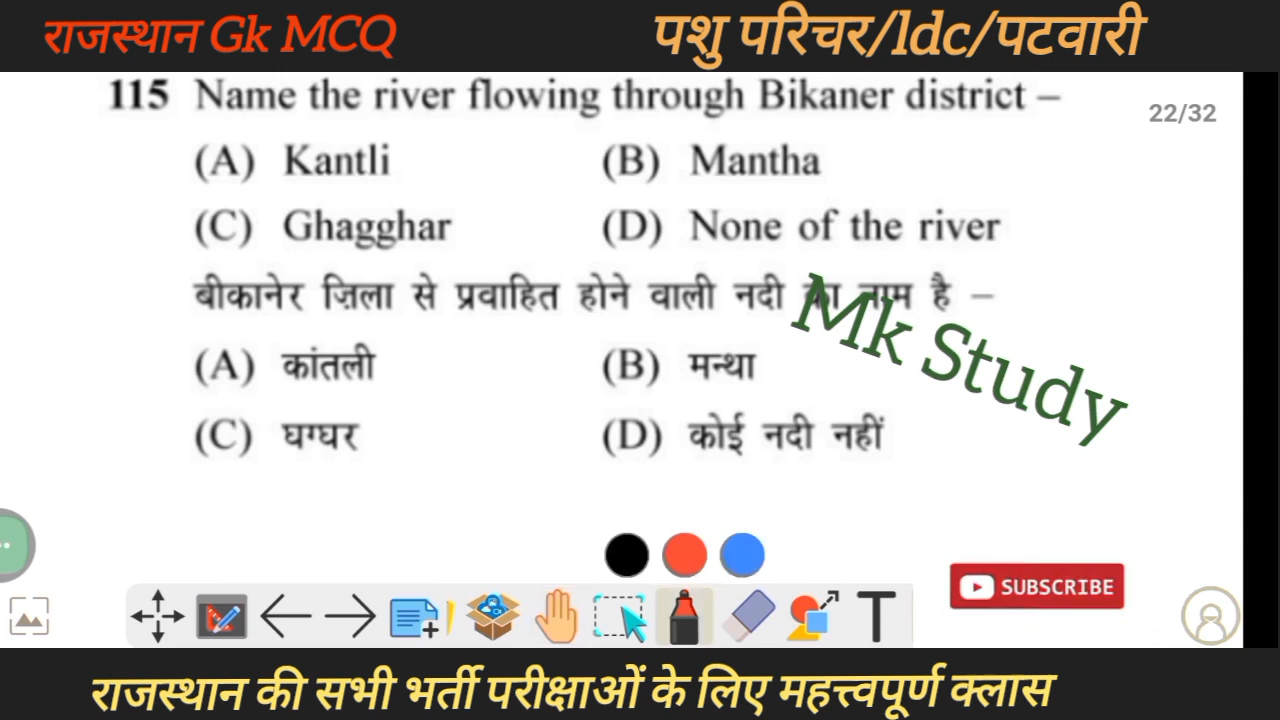 राजस्थान Gk MCQ
पशु परिचर/ldc/पटवारी
115 Name the river flowing through Bikaner district –
22/32
(A) Kantli (B) Mantha
(C) Ghagghar (D) None of the river
बीकानेर ज़िला से प्रवाहित होने वाली नदी का नाम है –
(A) कांतली (B) मन्था
(C) घग्घर (D) कोई नदी नहीं
Mk Study
SUBSCRIBE
T
राजस्थान की सभी भर्ती परीक्षाओं के लिए महत्त्वपूर्ण क्लास